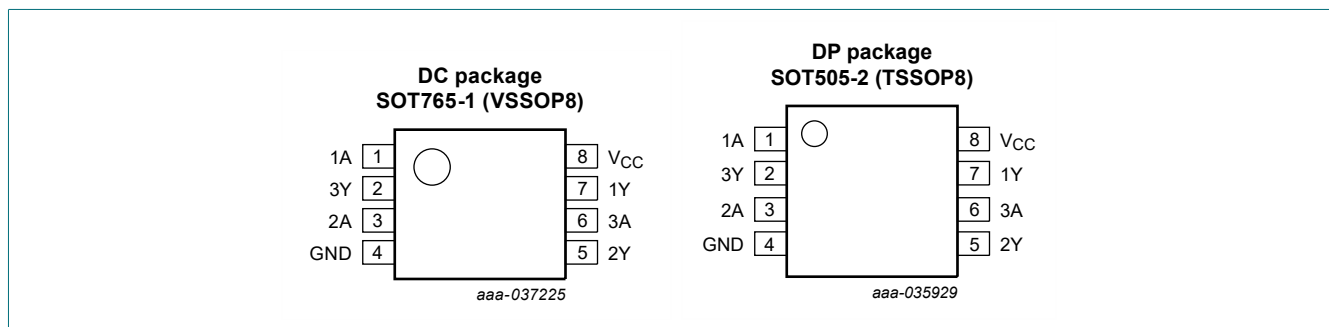 DC package
SOT765-1 (VSSOP8)
1A 1 8 VCC
3Y 2 7 1Y
2A 3 6 3A
GND 4 5 2Y
aaa-037225
DP package
SOT505-2 (TSSOP8)
1A 1 8 VCC
3Y 2 7 1Y
2A 3 6 3A
GND 4 5 2Y
aaa-035929